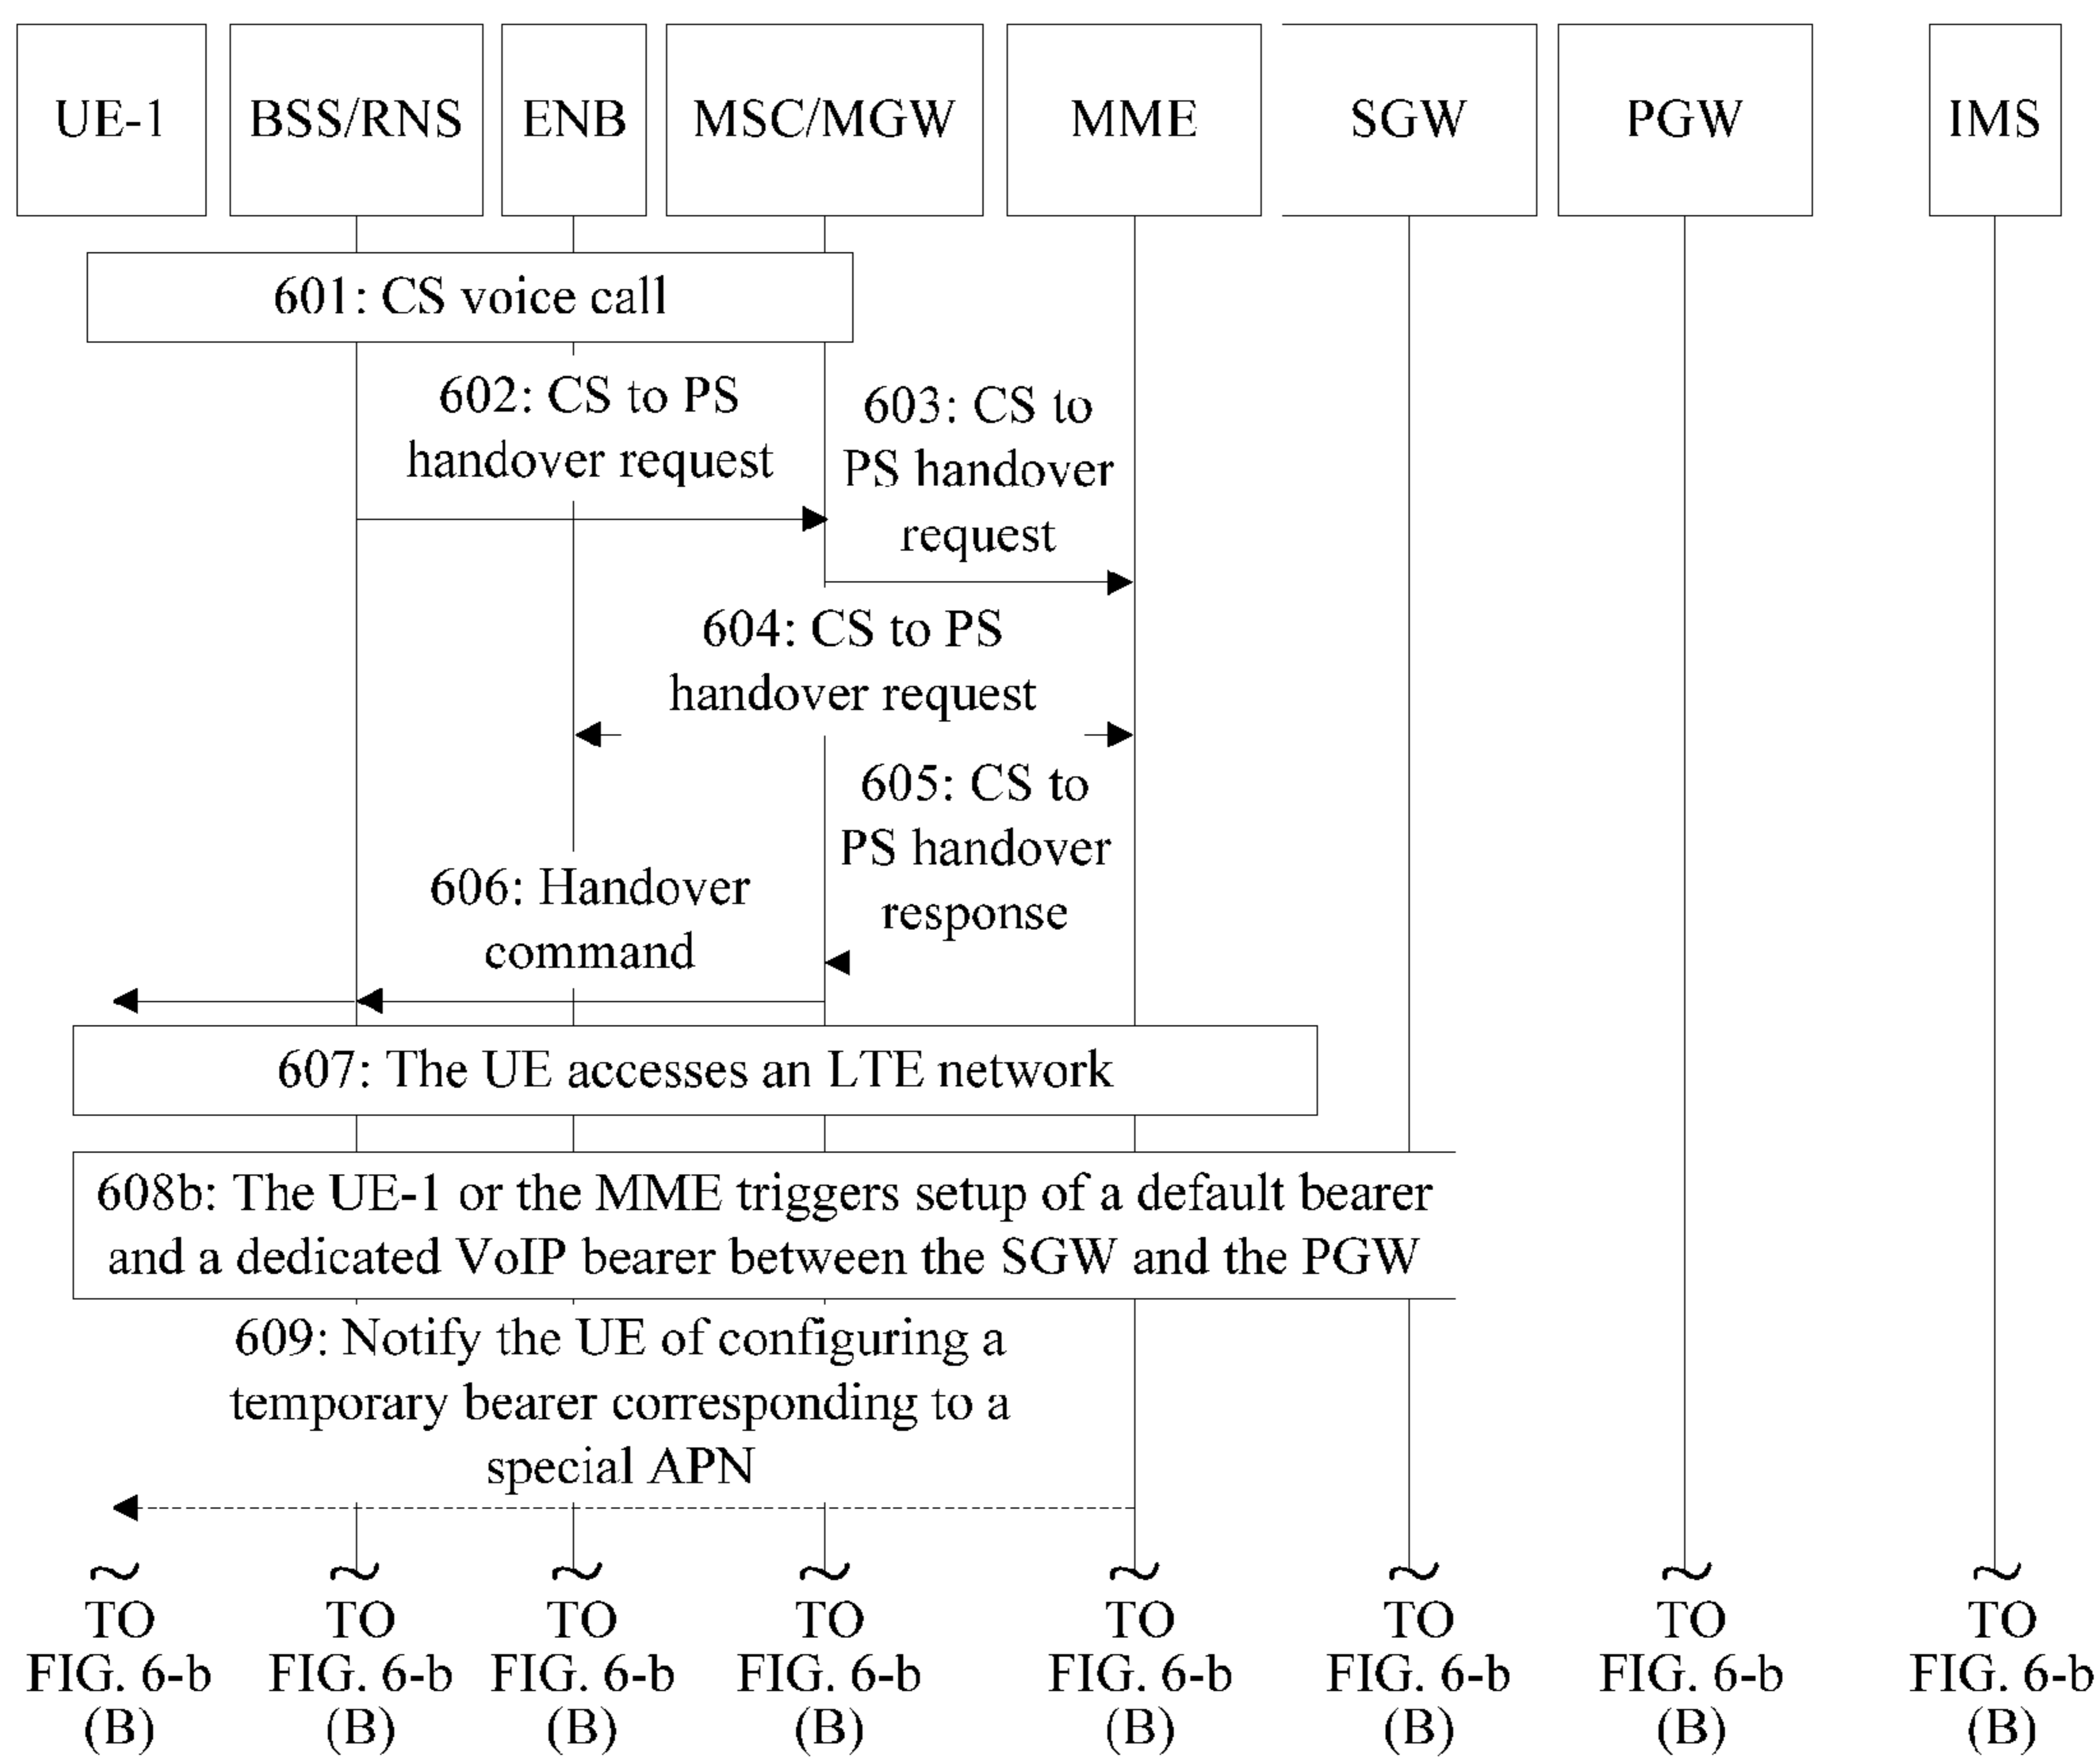 UE-1
BSS/RNS
ENB
MSC/MGW
MME
SGW
PGW
IMS
601: CS voice call
602: CS to PS
handover request
603: CS to
PS handover
request
604: CS to PS
handover request
605: CS to
PS handover
response
606: Handover
command
607: The UE accesses an LTE network
608b: The UE-1 or the MME triggers setup of a default bearer
and a dedicated VoIP bearer between the SGW and the PGW
609: Notify the UE of configuring a
temporary bearer corresponding to a
special APN
TO
FIG. 6-b
(B)
TO
FIG. 6-b
(B)
TO
FIG. 6-b
(B)
TO
FIG. 6-b
(B)
TO
FIG. 6-b
(B)
TO
FIG. 6-b
(B)
TO
FIG. 6-b
(B)
TO
FIG. 6-b
(B)